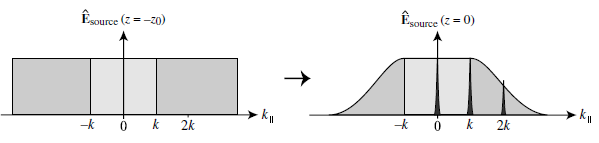 Ê_source (z = –z₀)
Ê_source (z = 0)
–k 0 k 2k k_∥
–k 0 k 2k k_∥